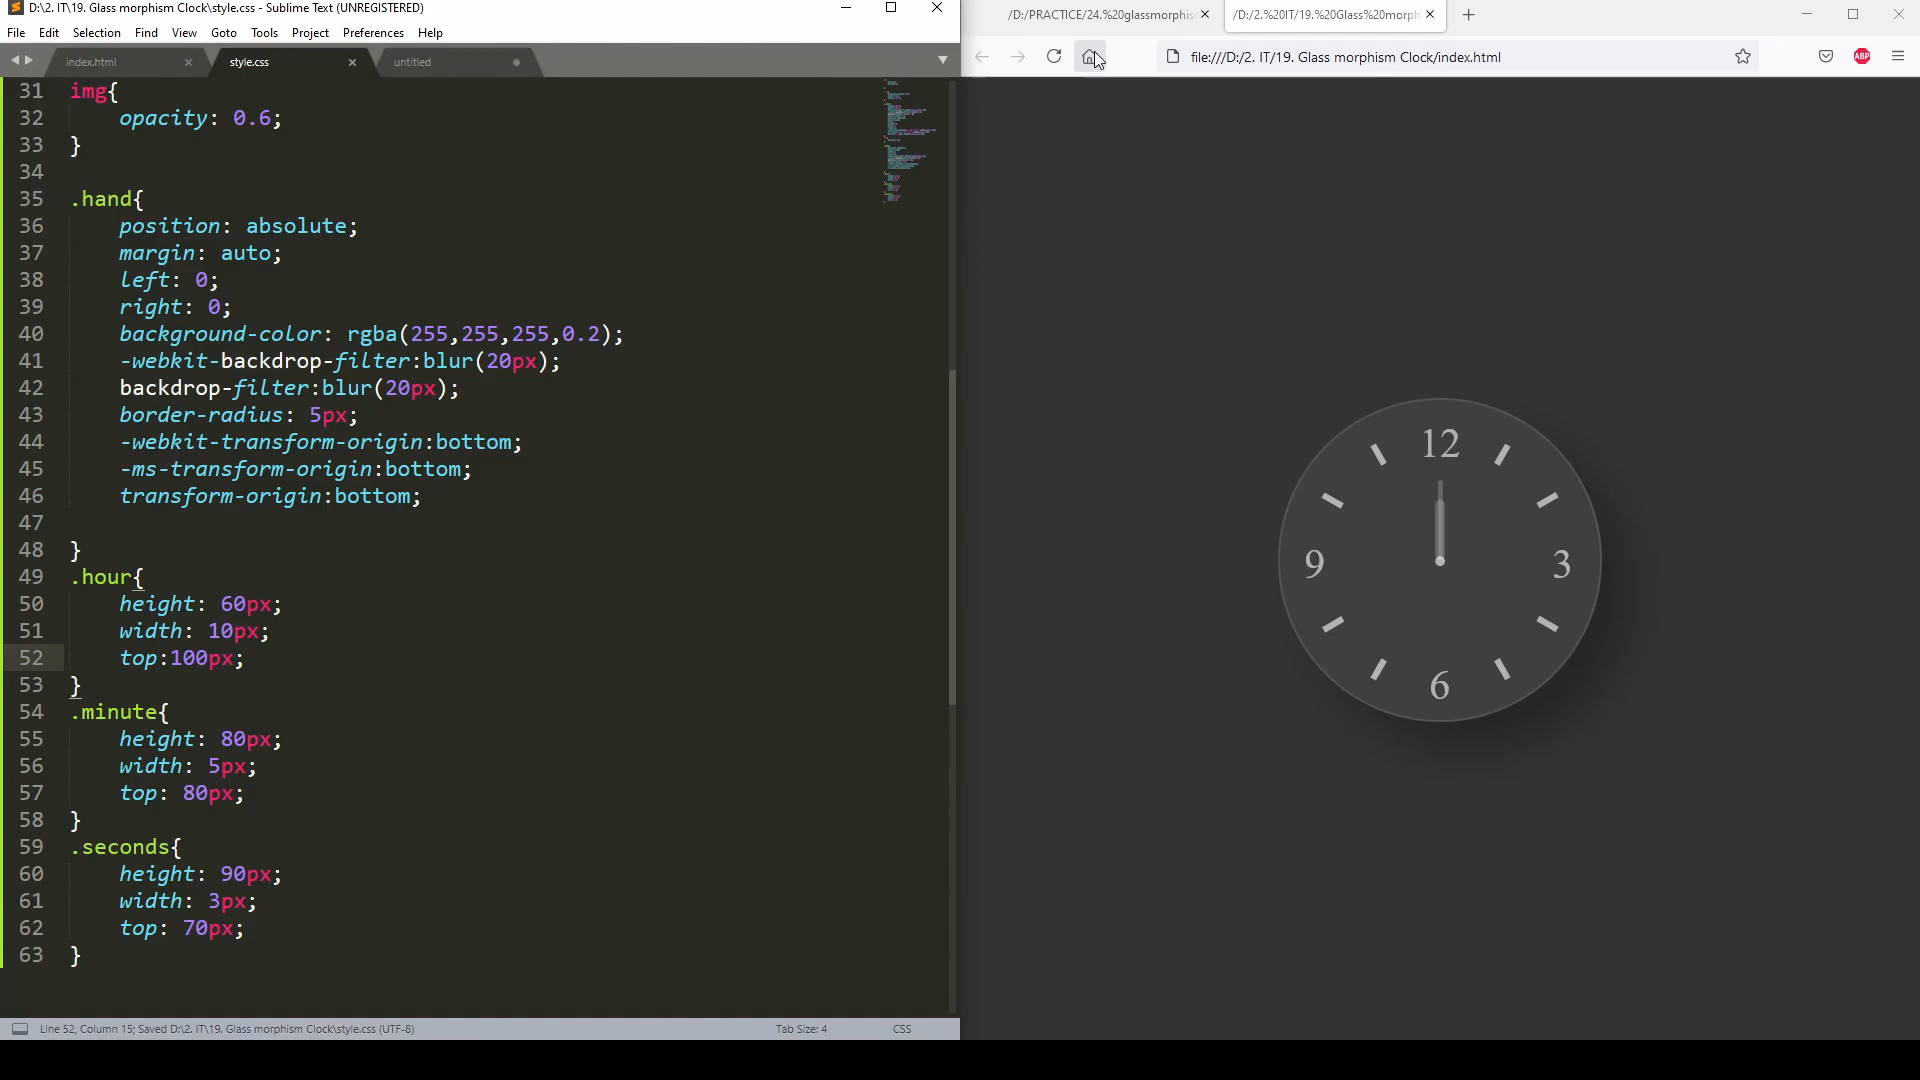 D:\2. IT\19. Glass morphism Clock\style.css - Sublime Text (UNREGISTERED)
File Edit Selection Find View Goto Tools Project Preferences Help
index.html style.css untitled
31 img{
32 opacity: 0.6;
33 }
34
35 .hand{
36 position: absolute;
37 margin: auto;
38 left: 0;
39 right: 0;
40 background-color: rgba(255,255,255,0.2);
41 -webkit-backdrop-filter:blur(20px);
42 backdrop-filter:blur(20px);
43 border-radius: 5px;
44 -webkit-transform-origin:bottom;
45 -ms-transform-origin:bottom;
46 transform-origin:bottom;
47
48 }
49 .hour{
50 height: 60px;
51 width: 10px;
52 top:100px;
53 }
54 .minute{
55 height: 80px;
56 width: 5px;
57 top: 80px;
58 }
59 .seconds{
60 height: 90px;
61 width: 3px;
62 top: 70px;
63 }
Line 52, Column 15; Saved D:\2. IT\19. Glass morphism Clock\style.css (UTF-8) Tab Size: 4 CSS
/D:/PRACTICE/24.%20glassmorphis /D:/2.%20IT/19.%20Glass%20morph
file:///D:/2. IT/19. Glass morphism Clock/index.html
ABP
12
9 3
6